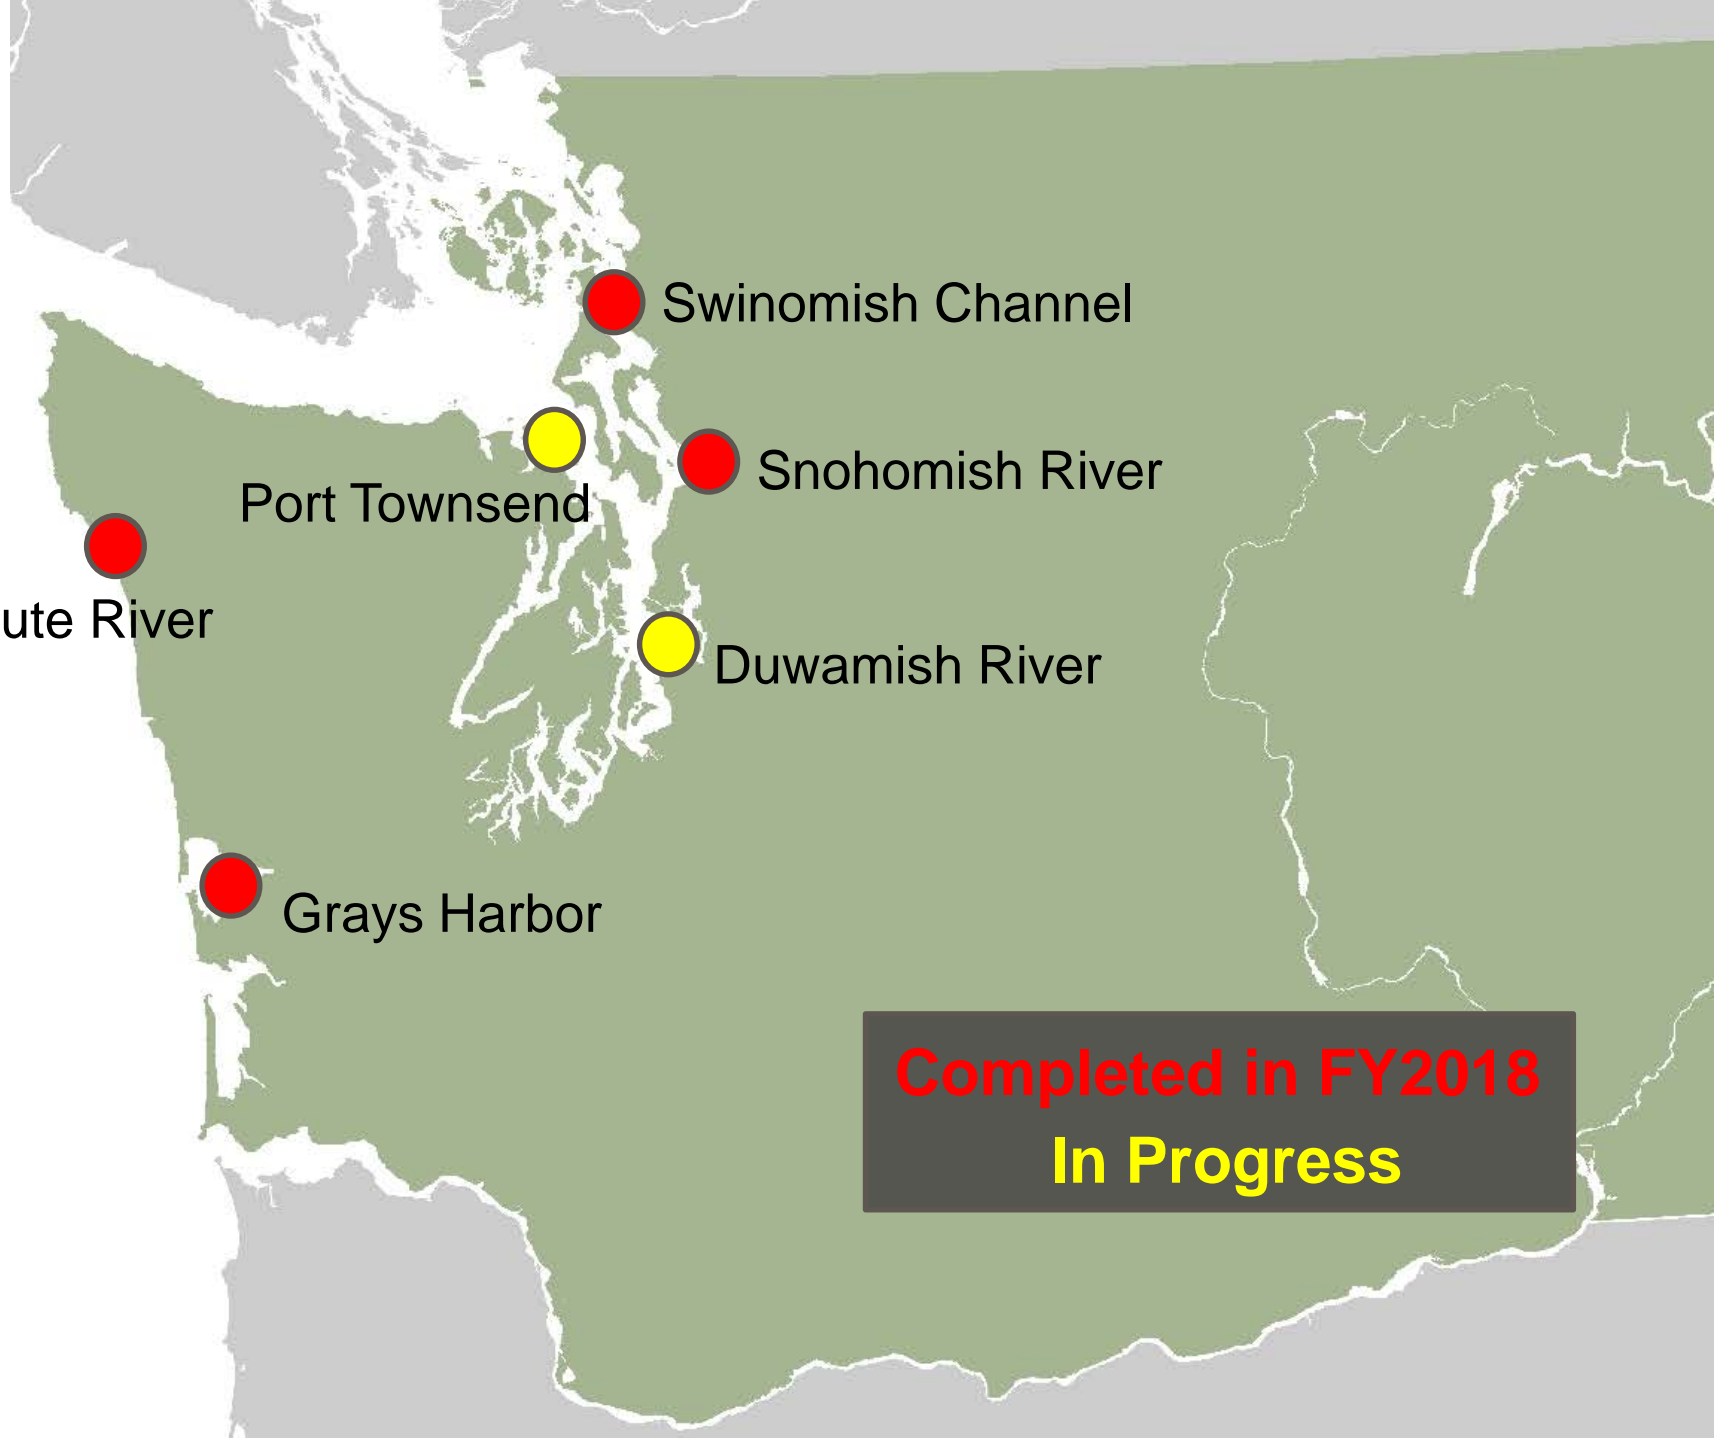 Swinomish Channel
Snohomish River
Port Townsend
ute River
Duwamish River
Grays Harbor
Completed in FY2018
In Progress